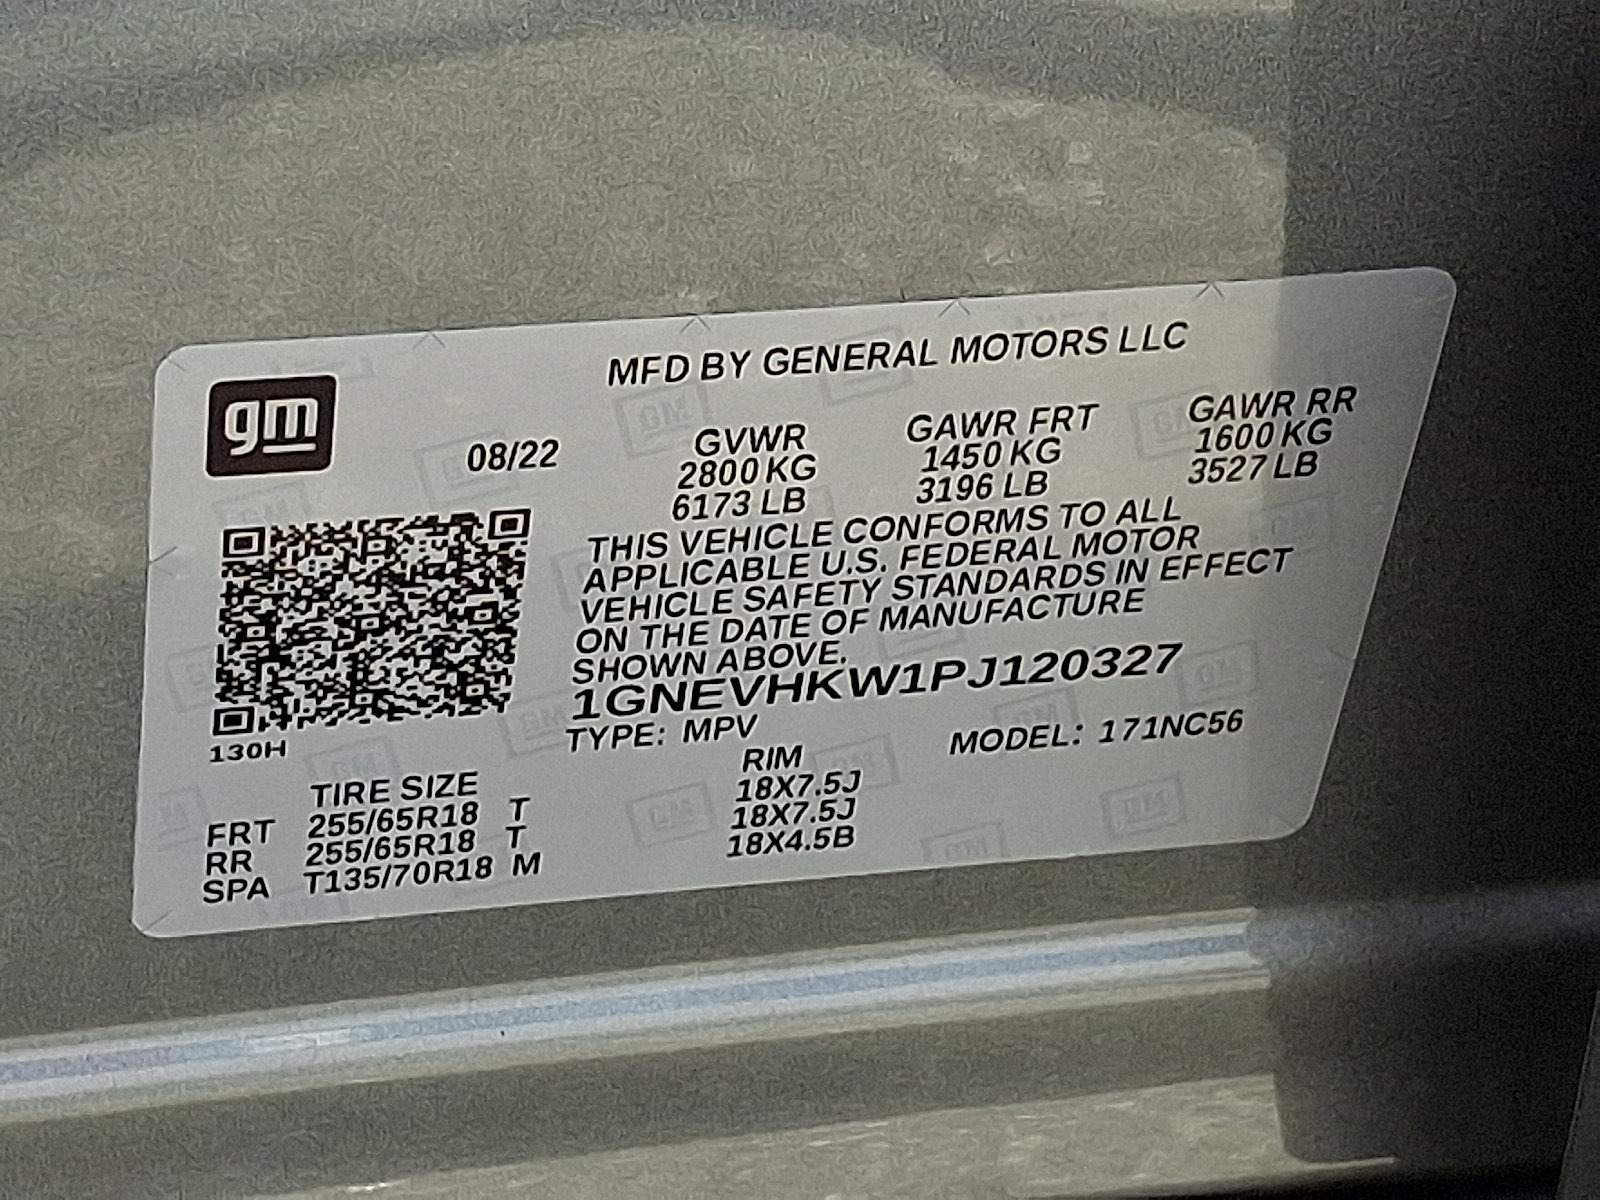 MFD BY GENERAL MOTORS LLC
gm
08/22
GVWR GAWR FRT GAWR RR
2800 KG 1450 KG 1600 KG
6173 LB 3196 LB 3527 LB
THIS VEHICLE CONFORMS TO ALL
APPLICABLE U.S. FEDERAL MOTOR
VEHICLE SAFETY STANDARDS IN EFFECT
ON THE DATE OF MANUFACTURE
SHOWN ABOVE.
1GNEVHKW1PJ120327
130H
TYPE: MPV MODEL: 171NC56
TIRE SIZE RIM
FRT 255/65R18 T 18X7.5J
RR 255/65R18 T 18X7.5J
SPA T135/70R18 M 18X4.5B